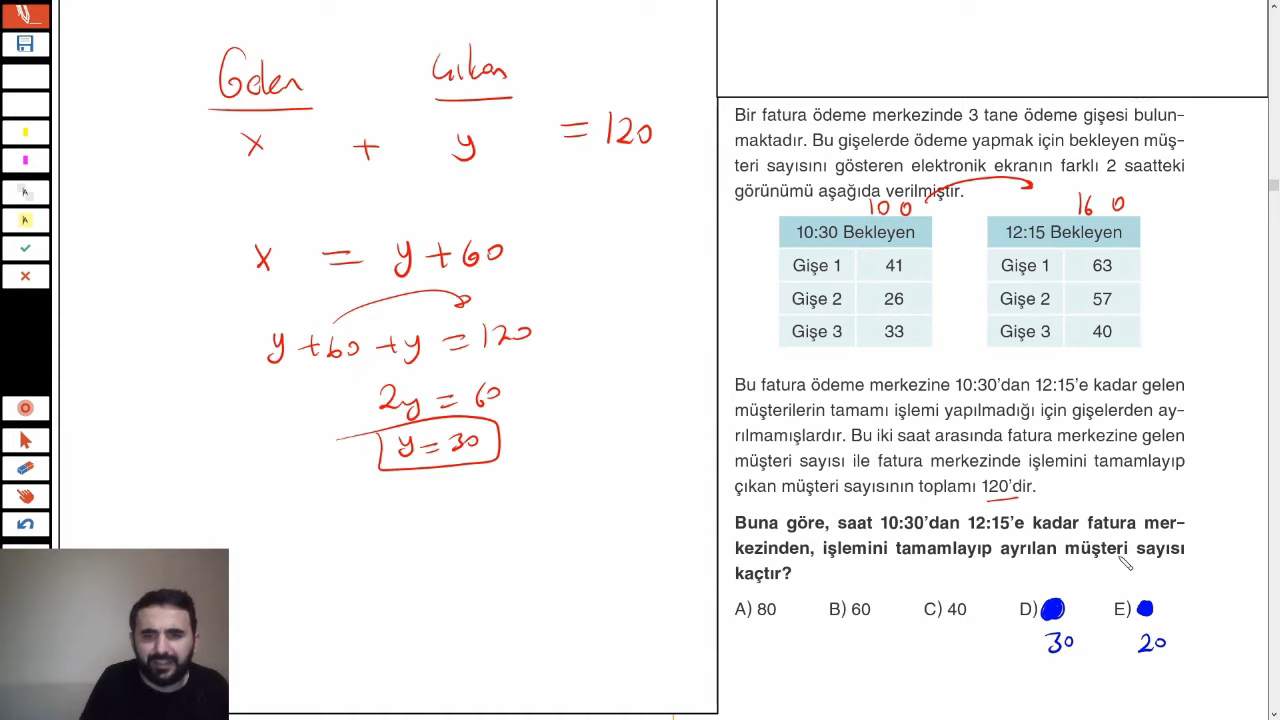 Gelen Çıkan
x + y = 120
x = y + 60
y + 60 + y = 120
2y = 60
y = 30
Bir fatura ödeme merkezinde 3 tane ödeme gişesi bulun-
maktadır. Bu gişelerde ödeme yapmak için bekleyen müş-
teri sayısını gösteren elektronik ekranın farklı 2 saatteki
görünümü aşağıda verilmiştir.
100 160
10:30 Bekleyen 12:15 Bekleyen
Gişe 1 41 Gişe 1 63
Gişe 2 26 Gişe 2 57
Gişe 3 33 Gişe 3 40
Bu fatura ödeme merkezine 10:30’dan 12:15’e kadar gelen
müşterilerin tamamı işlemi yapılmadığı için gişelerden ay-
rılmamışlardır. Bu iki saat arasında fatura merkezine gelen
müşteri sayısı ile fatura merkezinde işlemini tamamlayıp
çıkan müşteri sayısının toplamı 120’dir.
Buna göre, saat 10:30’dan 12:15’e kadar fatura mer-
kezinden, işlemini tamamlayıp ayrılan müşteri sayısı
kaçtır?
A) 80 B) 60 C) 40 D) E)
30 20